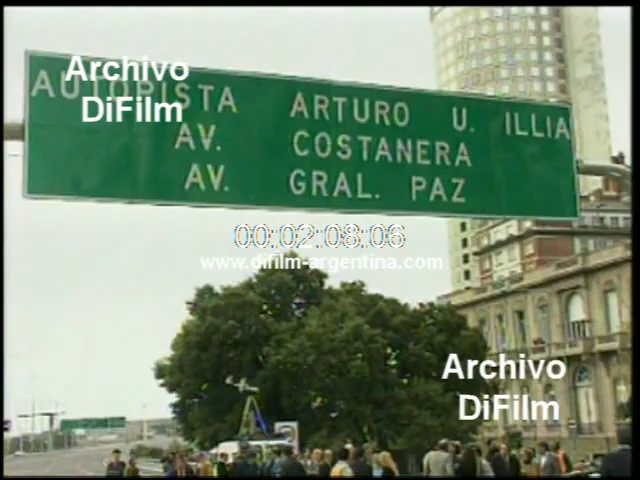 Archivo
DiFilm
AUTOPISTA ARTURO U. ILLIA
AV. COSTANERA
AV. GRAL. PAZ
00:02:08:06
www.difilm-argentina.com
Archivo
DiFilm